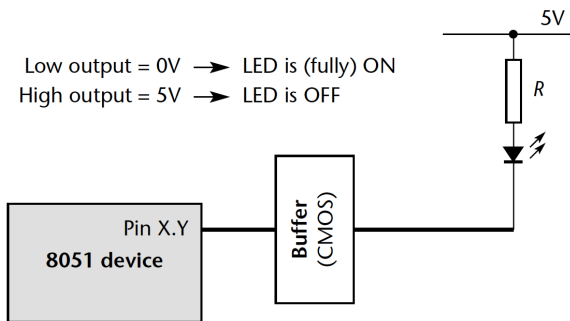 5V
Low output = 0V → LED is (fully) ON
High output = 5V → LED is OFF
R
Buffer
(CMOS)
Pin X.Y
8051 device